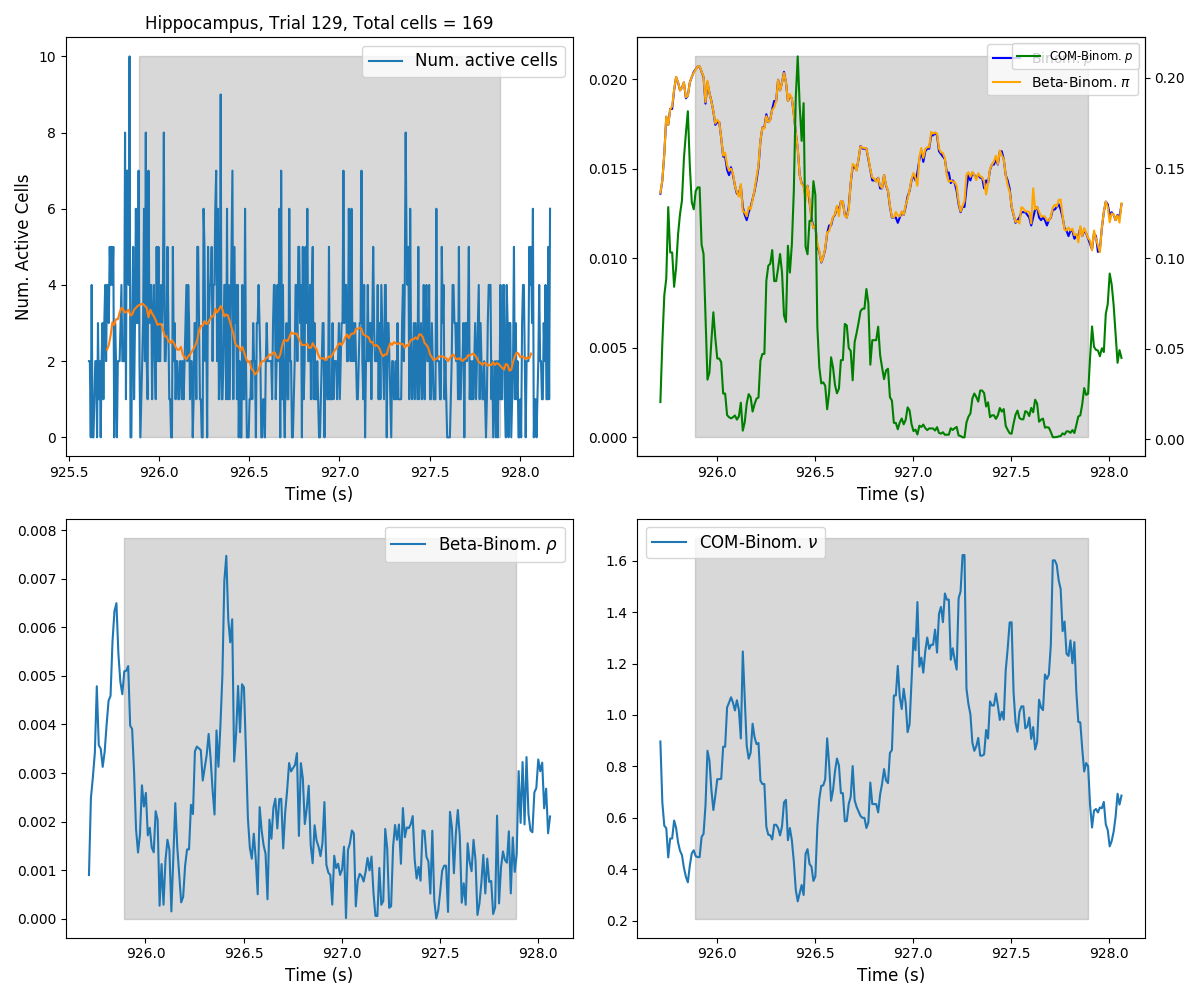 Hippocampus, Trial 129, Total cells = 169
Num. active cells
Num. Active Cells
10
8
6
4
2
0
925.5 926.0 926.5 927.0 927.5 928.0
Time (s)
COM-Binom. p
Binom. p
Beta-Binom. π
0.020
0.015
0.010
0.005
0.000
0.20
0.15
0.10
0.05
0.00
926.0 926.5 927.0 927.5 928.0
Time (s)
Beta-Binom. ρ
0.008
0.007
0.006
0.005
0.004
0.003
0.002
0.001
0.000
926.0 926.5 927.0 927.5 928.0
Time (s)
COM-Binom. ν
1.6
1.4
1.2
1.0
0.8
0.6
0.4
0.2
926.0 926.5 927.0 927.5 928.0
Time (s)